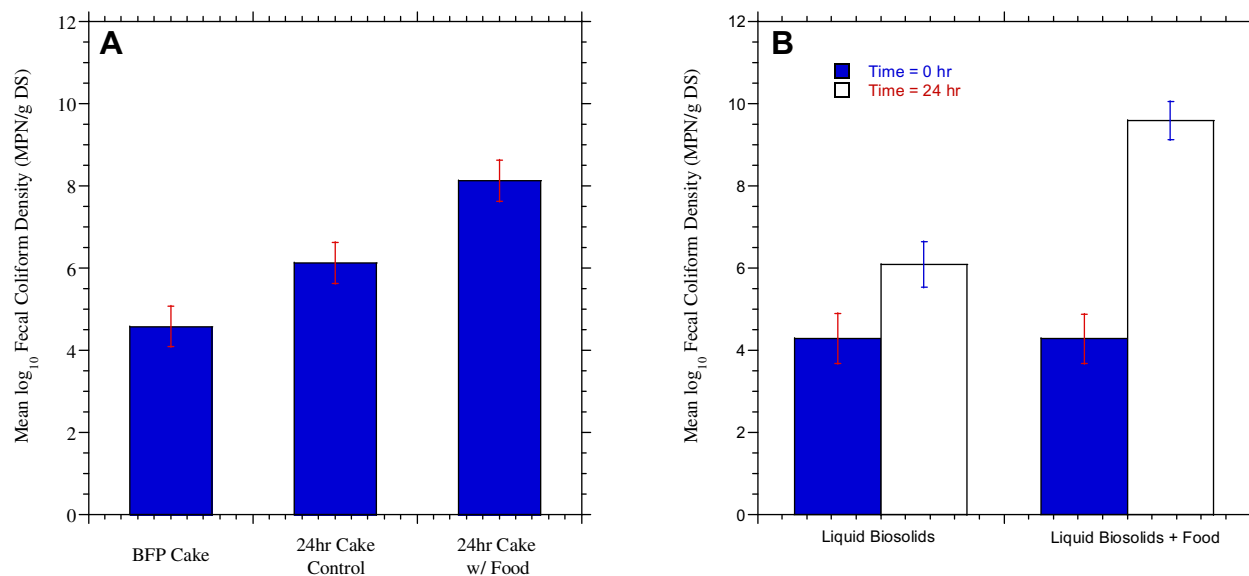 A
Mean log10 Fecal Coliform Density (MPN/g DS)
12
10
8
6
4
2
0
BFP Cake
24hr Cake
Control
24hr Cake
w/ Food
B
Mean log10 Fecal Coliform Density (MPN/g DS)
12
10
8
6
4
2
0
Time = 0 hr
Time = 24 hr
Liquid Biosolids
Liquid Biosolids + Food